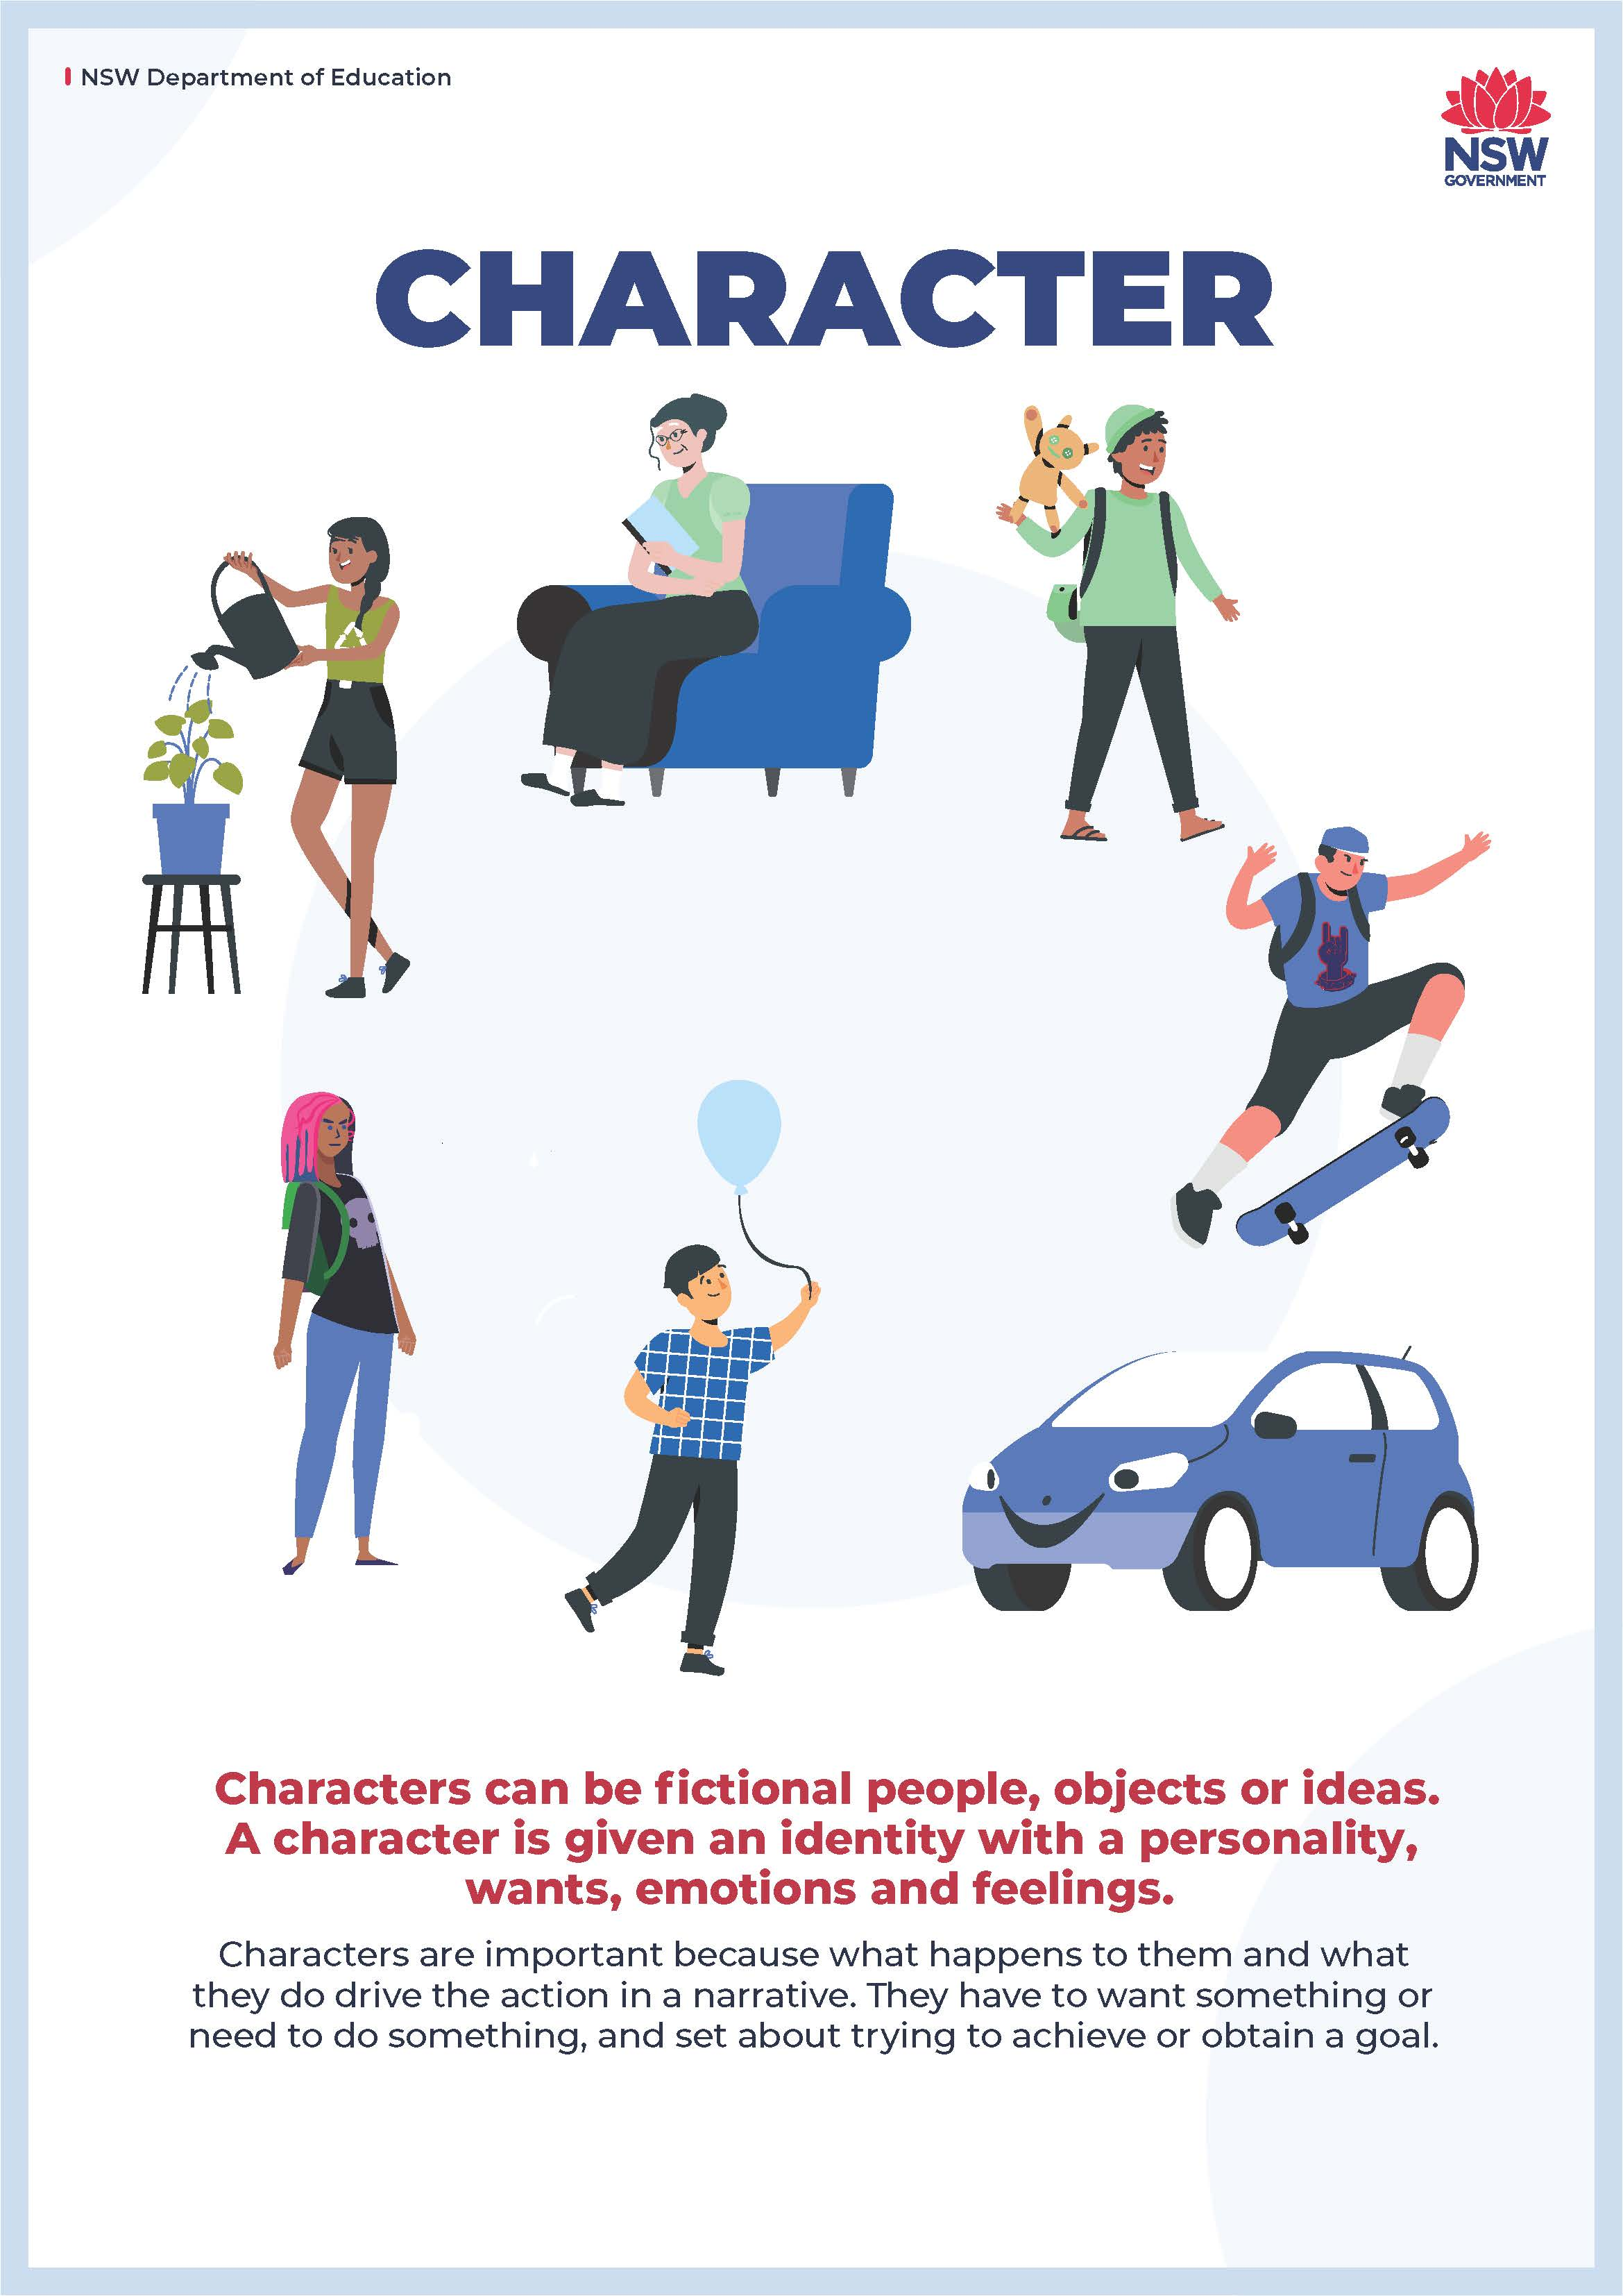 NSW Department of Education
NSW
GOVERNMENT
CHARACTER
Characters can be fictional people, objects or ideas.
A character is given an identity with a personality,
wants, emotions and feelings.
Characters are important because what happens to them and what
they do drive the action in a narrative. They have to want something or
need to do something, and set about trying to achieve or obtain a goal.